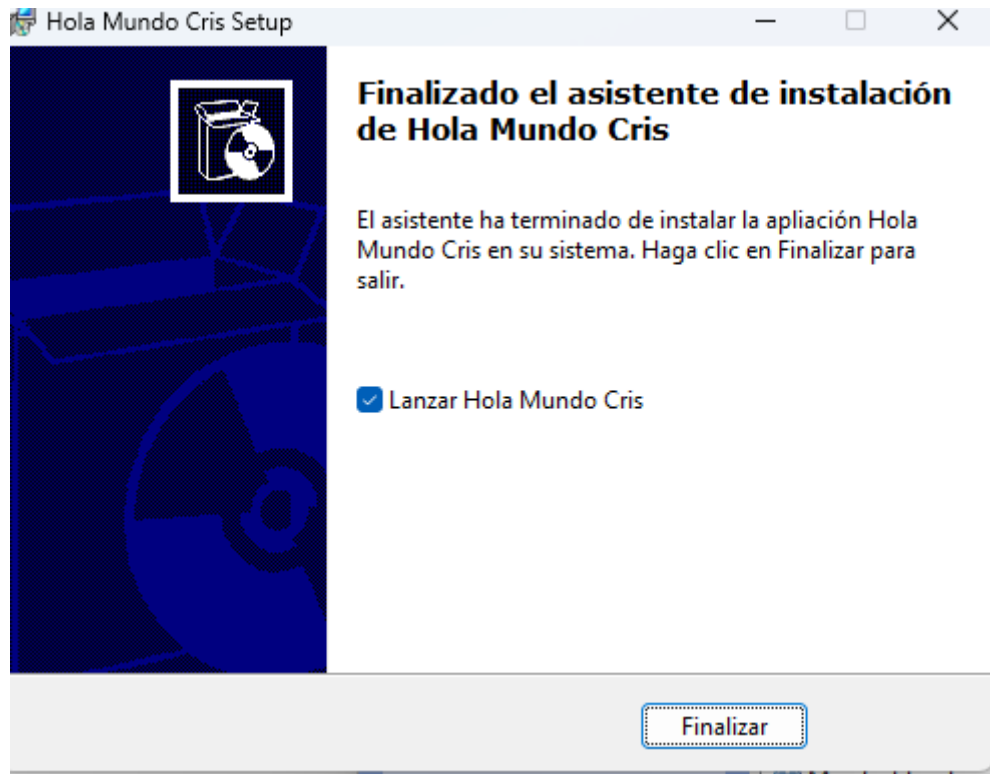 Hola Mundo Cris Setup
Finalizado el asistente de instalación
de Hola Mundo Cris
El asistente ha terminado de instalar la apliación Hola
Mundo Cris en su sistema. Haga clic en Finalizar para
salir.
Lanzar Hola Mundo Cris
Finalizar